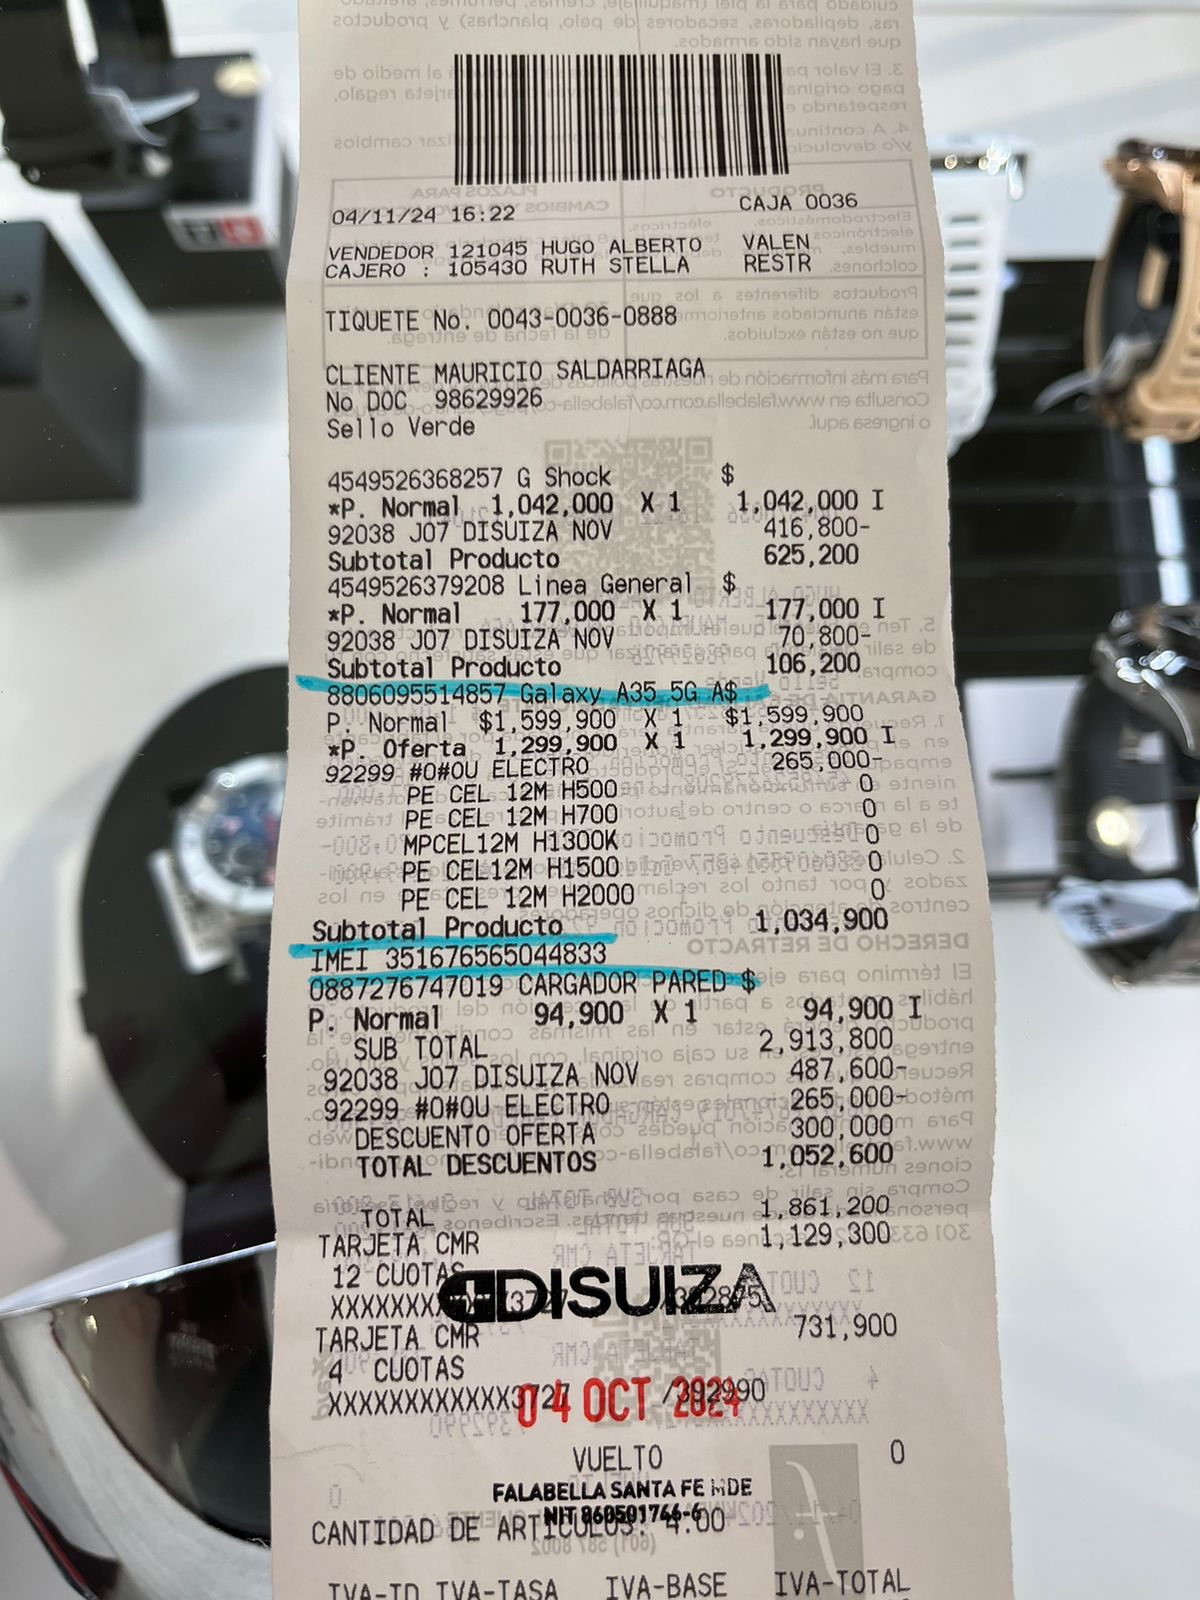 04/11/24 16:22 CAJA 0036
VENDEDOR 121045 HUGO ALBERTO VALEN
CAJERO : 105430 RUTH STELLA RESTR
TIQUETE No. 0043-0036-0888
CLIENTE MAURICIO SALDARRIAGA
No DOC 98629926
Sello Verde
4549526368257 G Shock $
*P. Normal 1,042,000 X 1 1,042,000 I
92038 J07 DISUIZA NOV 416,800-
Subtotal Producto 625,200
4549526379208 Linea General $
*P. Normal 177,000 X 1 177,000 I
92038 J07 DISUIZA NOV 70,800-
Subtotal Producto 106,200
8806095514857 Galaxy A35 5G A$
P. Normal $1,599,900 X 1 $1,599,900
*P. Oferta 1,299,900 X 1 1,299,900 I
92299 #O#OU ELECTRO 265,000-
PE CEL 12M H500 0
PE CEL 12M H700 0
MPCEL12M H1300K 0
PE CEL 12M H1500 0
PE CEL 12M H2000 0
Subtotal Producto 1,034,900
IMEI 351676565044833
0887276747019 CARGADOR PARED $
P. Normal 94,900 X 1 94,900 I
SUB TOTAL 2,913,800
92038 J07 DISUIZA NOV 487,600-
92299 #O#OU ELECTRO 265,000-
DESCUENTO OFERTA 300,000
TOTAL DESCUENTOS 1,052,600
TOTAL 1,861,200
TARJETA CMR 1,129,300
12 CUOTAS
DISUIZA
TARJETA CMR 731,900
4 CUOTAS
XXXXXXXXXXXX3727 /392990
04 OCT 2024
VUELTO 0
FALABELLA SANTA FE MDE
NIT 860501746-6
CANTIDAD DE ARTICULOS: 4.00
IVA-ID IVA-TASA IVA-BASE IVA-TOTAL